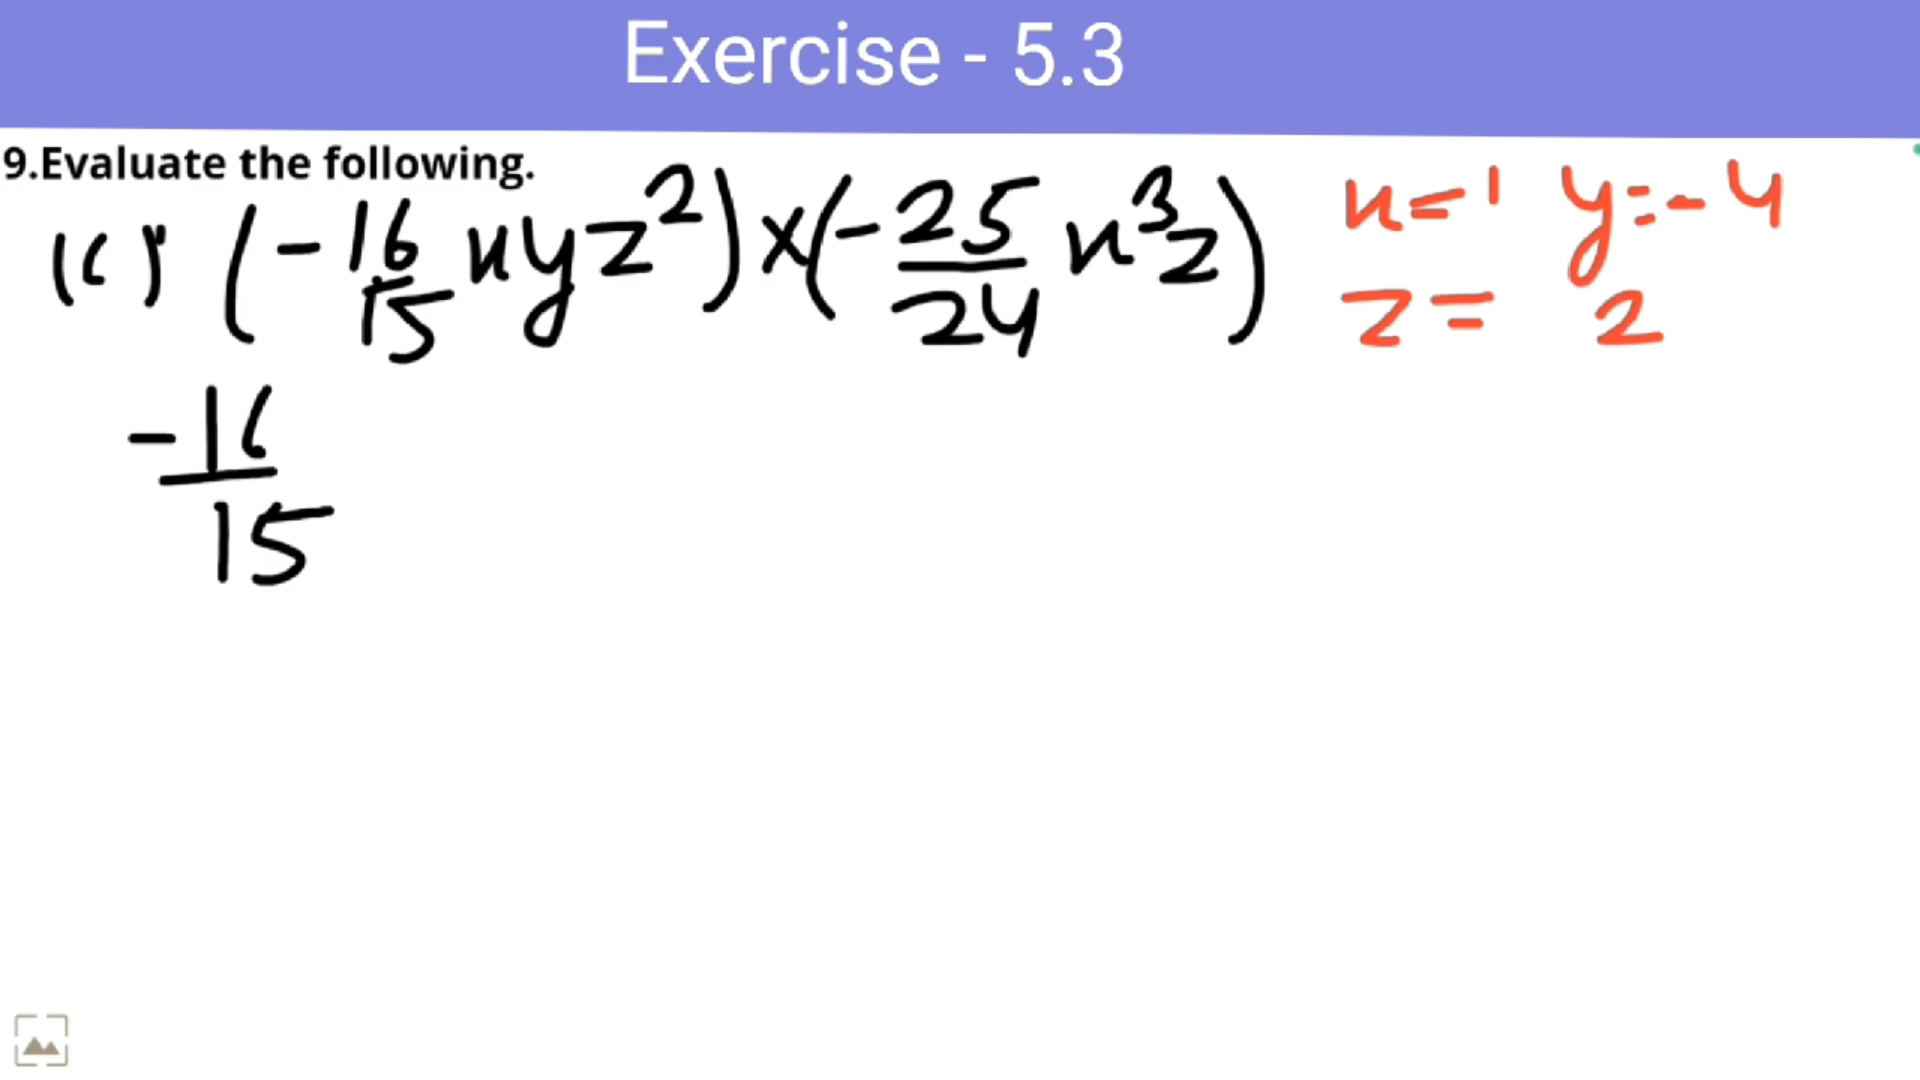 Exercise - 5.3
9.Evaluate the following.
(c) (-16/15 xyz²) × (-25/24 x³z) x=1 y=-4
z= 2
-16
15